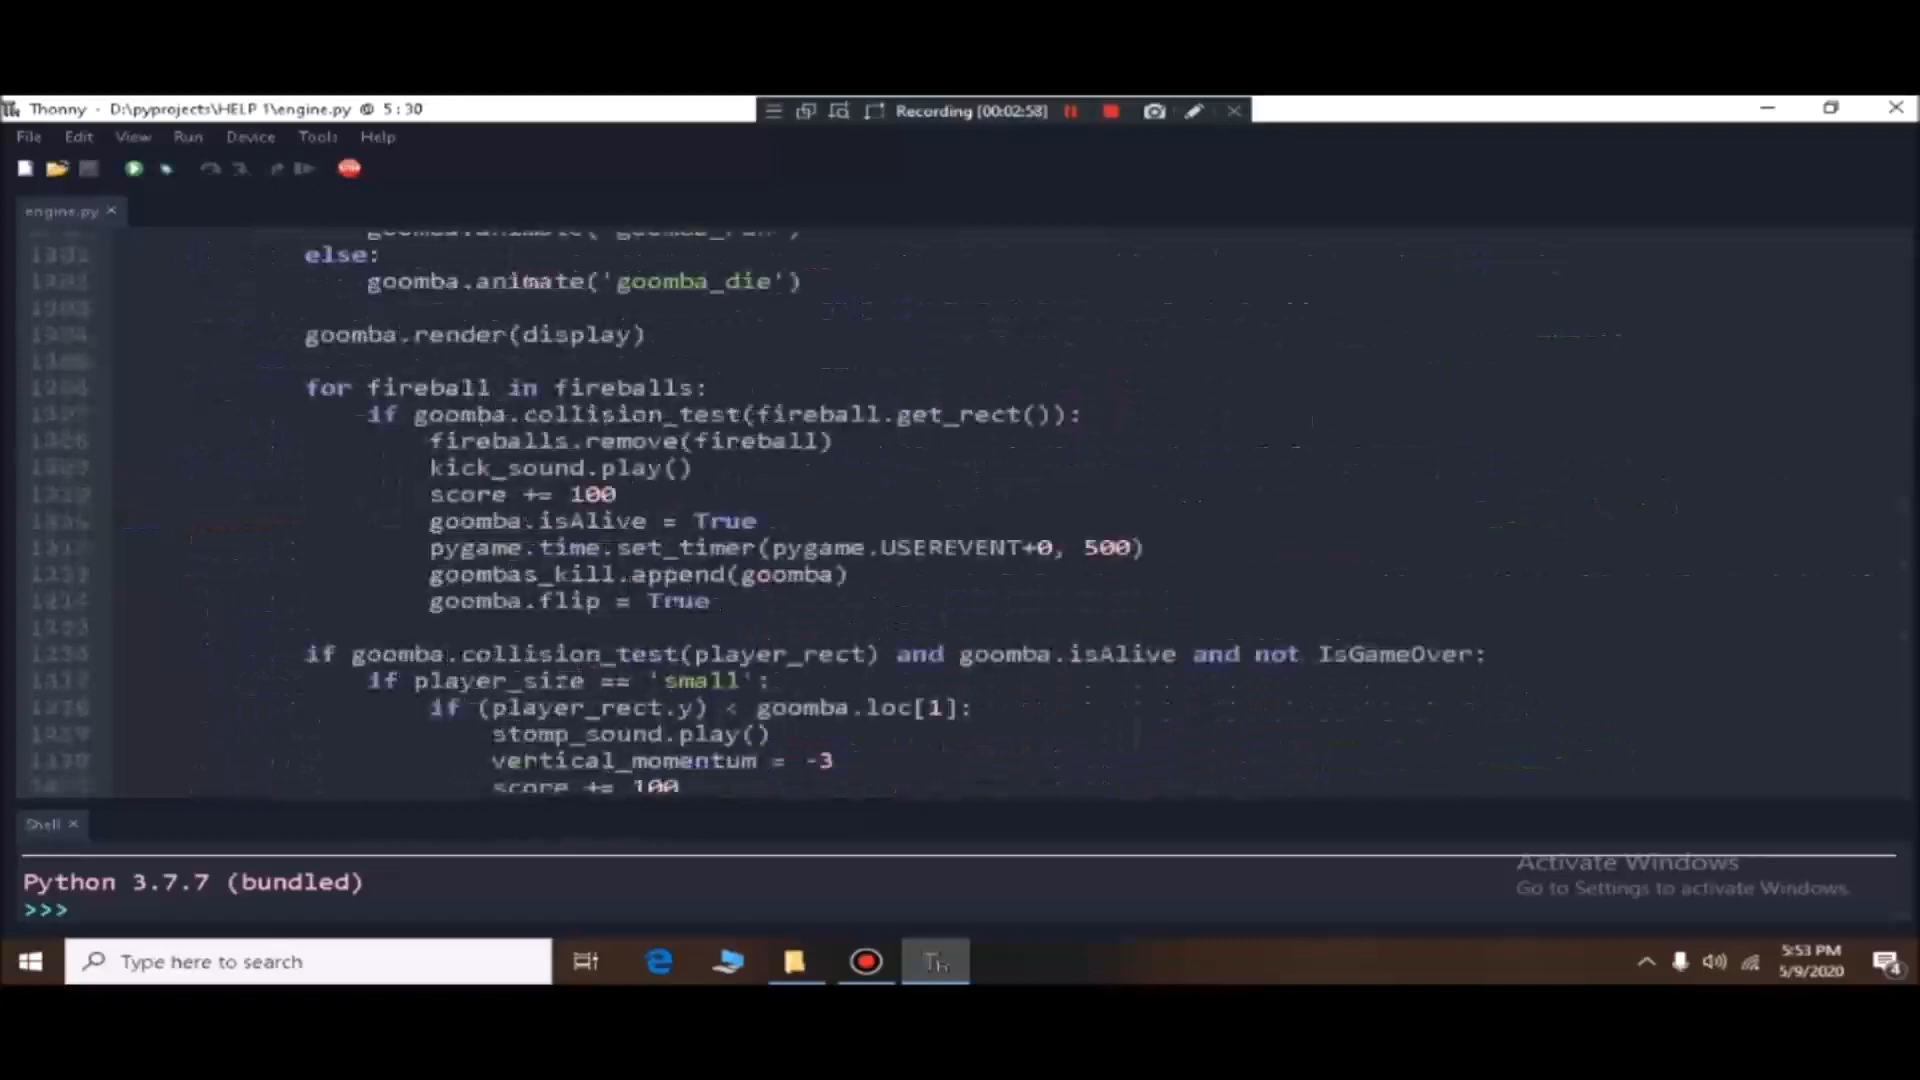 Thonny - D:\pyprojects\HELP 1\engine.py @ 5:30
Recording [00:02:58]
File Edit View Run Device Tools Help
engine.py ×
else:
goomba.animate('goomba_die')
goomba.render(display)
for fireball in fireballs:
if goomba.collision_test(fireball.get_rect()):
fireballs.remove(fireball)
kick_sound.play()
score += 100
goomba.isAlive = True
pygame.time.set_timer(pygame.USEREVENT+0, 500)
goombas_kill.append(goomba)
goomba.flip = True
if goomba.collision_test(player_rect) and goomba.isAlive and not IsGameOver:
if player_size == 'small':
if (player_rect.y) < goomba.loc[1]:
stomp_sound.play()
vertical_momentum = -3
score += 100
Shell ×
Python 3.7.7 (bundled)
>>>
Activate Windows
Go to Settings to activate Windows.
Type here to search
Th
5:53 PM
5/9/2020
4